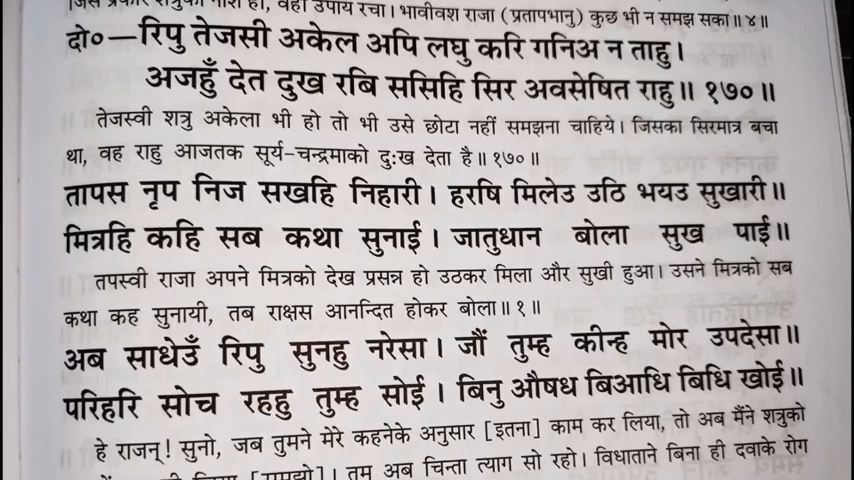 जिस प्रकार शत्रुका नाश हो, वही उपाय रचा। भावीवश राजा (प्रतापभानु) कुछ भी न समझ सका॥ ४॥
दो०—रिपु तेजसी अकेल अपि लघु करि गनिअ न ताहु।
अजहुँ देत दुख रबि ससिहि सिर अवसेषित राहु॥ १७०॥
तेजस्वी शत्रु अकेला भी हो तो भी उसे छोटा नहीं समझना चाहिये। जिसका सिरमात्र बचा
था, वह राहु आजतक सूर्य-चन्द्रमाको दुःख देता है॥ १७०॥
तापस नृप निज सखहि निहारी। हरषि मिलेउ उठि भयउ सुखारी॥
मित्रहि कहि सब कथा सुनाई। जातुधान बोला सुख पाई॥
तपस्वी राजा अपने मित्रको देख प्रसन्न हो उठकर मिला और सुखी हुआ। उसने मित्रको सब
कथा कह सुनायी, तब राक्षस आनन्दित होकर बोला॥ १॥
अब साधेउँ रिपु सुनहु नरेसा। जौं तुम्ह कीन्ह मोर उपदेसा॥
परिहरि सोच रहहु तुम्ह सोई। बिनु औषध बिआधि बिधि खोई॥
हे राजन्! सुनो, जब तुमने मेरे कहनेके अनुसार [इतना] काम कर लिया, तो अब मैंने शत्रुको
[समझो]। तुम अब चिन्ता त्याग सो रहो। विधाताने बिना ही दवाके रोग